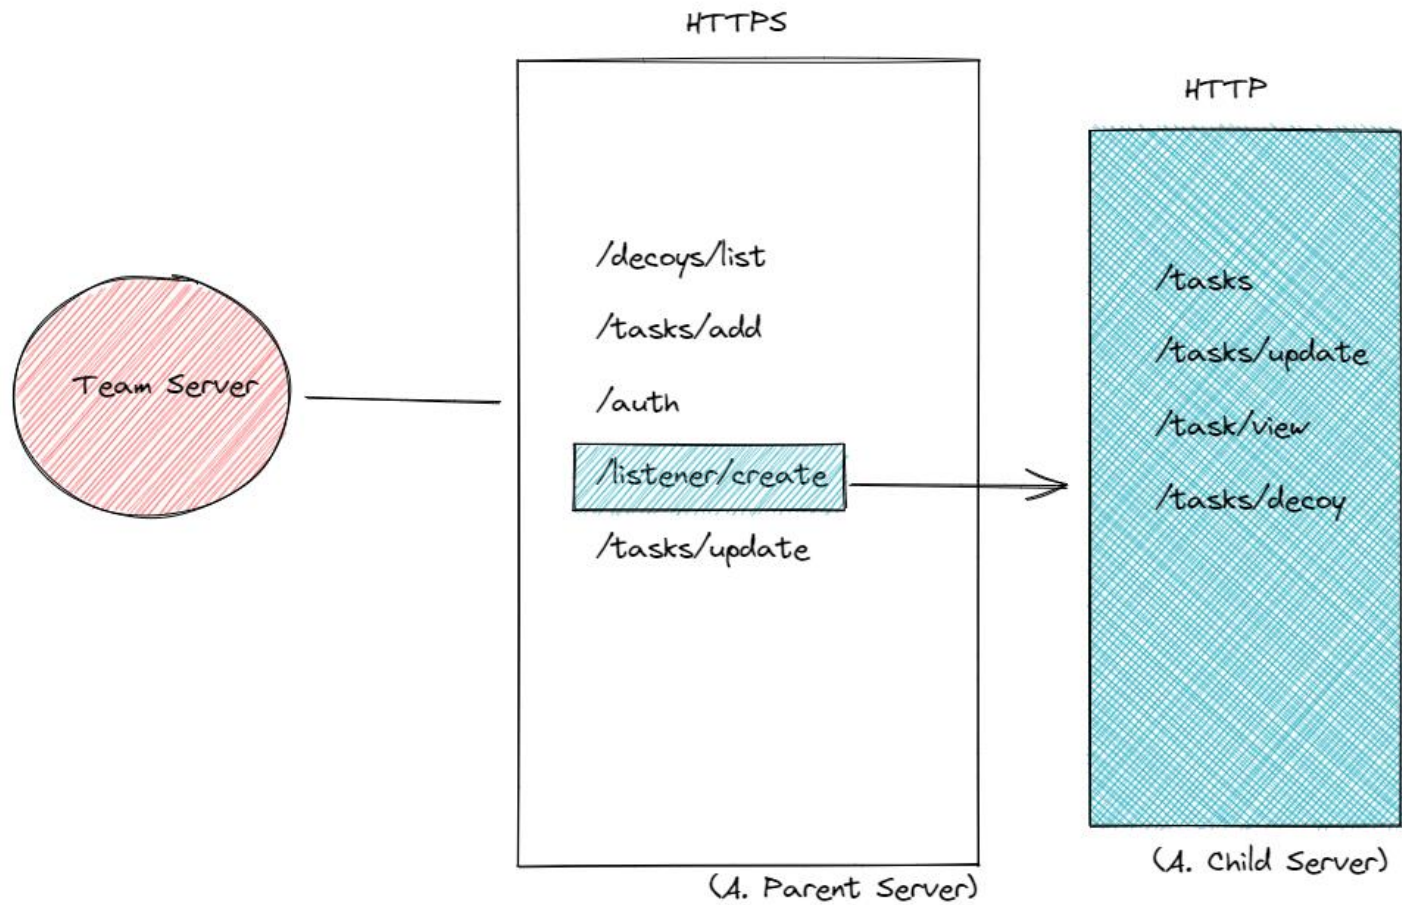 HTTPS
HTTP
Team Server
/decoys/list
/tasks/add
/auth
/listener/create
/tasks/update
(A. Parent Server)
/tasks
/tasks/update
/task/view
/tasks/decoy
(A. Child Server)